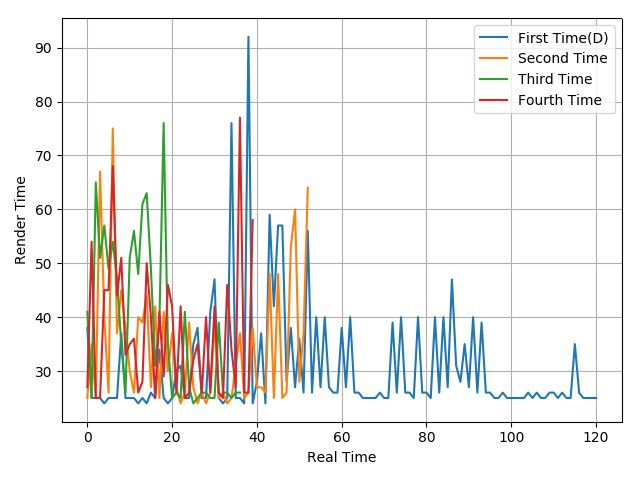 First Time(D)
Second Time
Third Time
Fourth Time
Render Time
90
80
70
60
50
40
30
0 20 40 60 80 100 120
Real Time